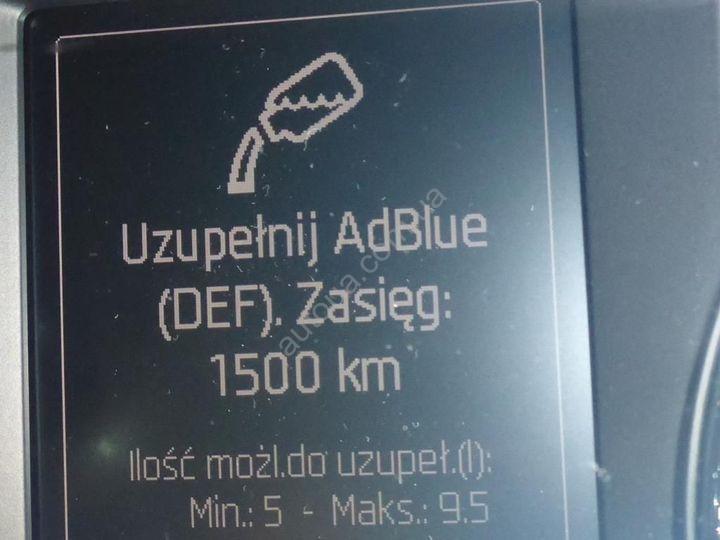 Uzupełnij AdBlue
(DEF). Zasięg:
1500 km
Ilość możl.do uzupeł.(l):
Min.: 5 - Maks.: 9.5